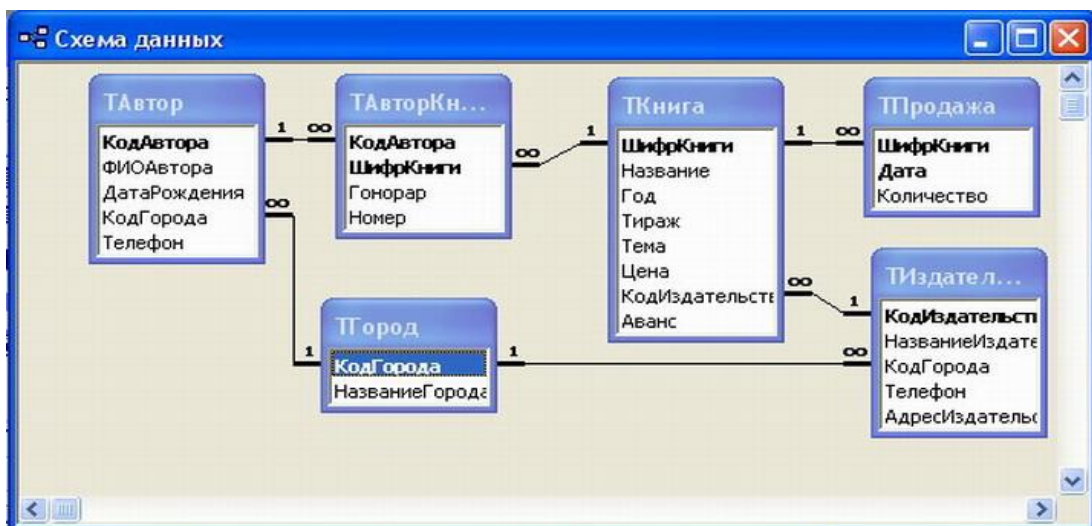 Схема данных
ТАвтор
КодАвтора
ФИОАвтора
ДатаРождения
КодГорода
Телефон
ТАвторКн...
КодАвтора
ШифрКниги
Гонорар
Номер
ТКнига
ШифрКниги
Название
Год
Тираж
Тема
Цена
КодИздательств
Аванс
ТПродажа
ШифрКниги
Дата
Количество
ТГород
КодГорода
НазваниеГорода
ТИздател...
КодИздательст
НазваниеИздате
КодГорода
Телефон
АдресИздательс
1 ∞
∞ 1
1 ∞
∞ 1
∞ 1
1 ∞